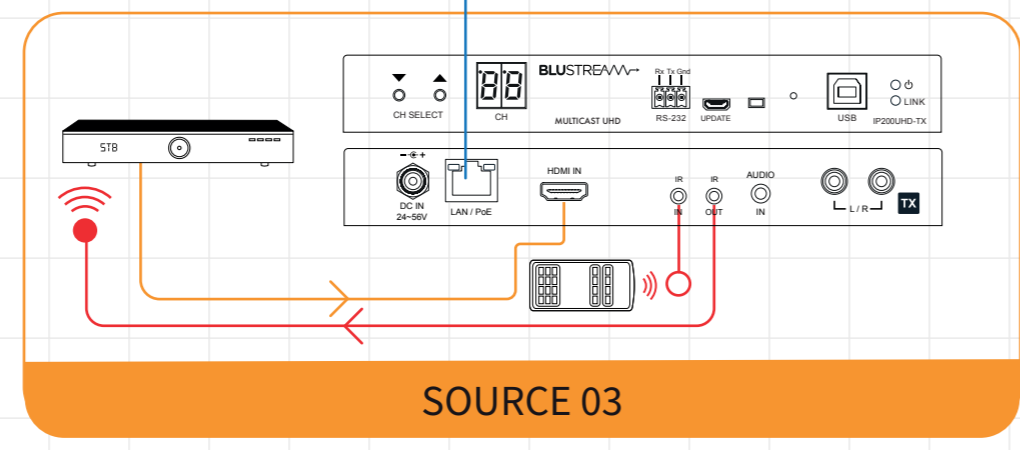 88
BLUSTREAM
Rx Tx Gnd
CH SELECT
CH
MULTICAST UHD
RS-232
UPDATE
USB
LINK
IP200UHD-TX
STB
- +
DC IN
24~56V
LAN / PoE
HDMI IN
IR
IN
IR
OUT
AUDIO
IN
L / R
TX
SOURCE 03